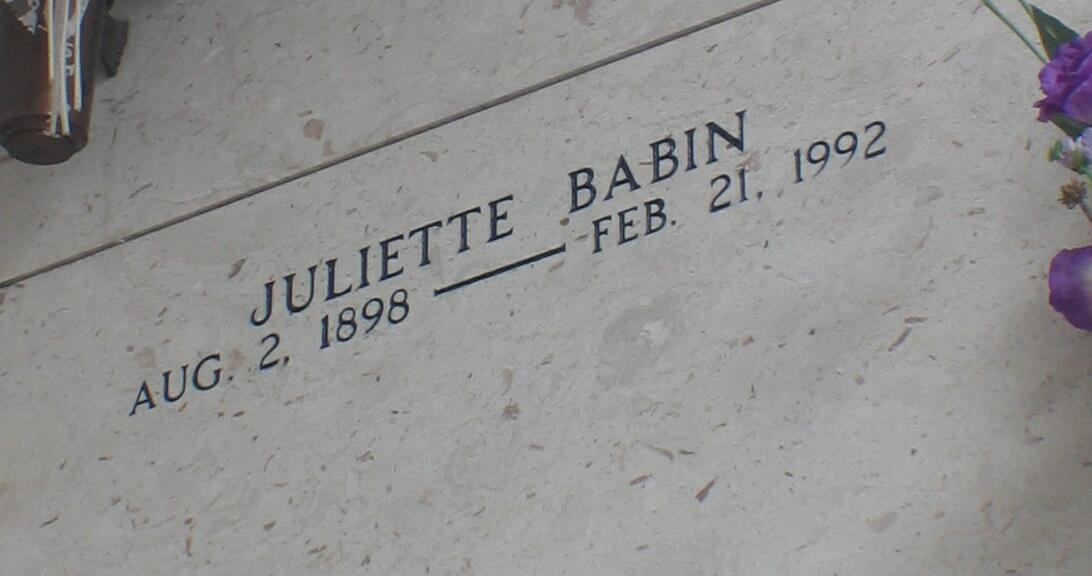 JULIETTE BABIN
AUG. 2, 1898 — FEB. 21, 1992